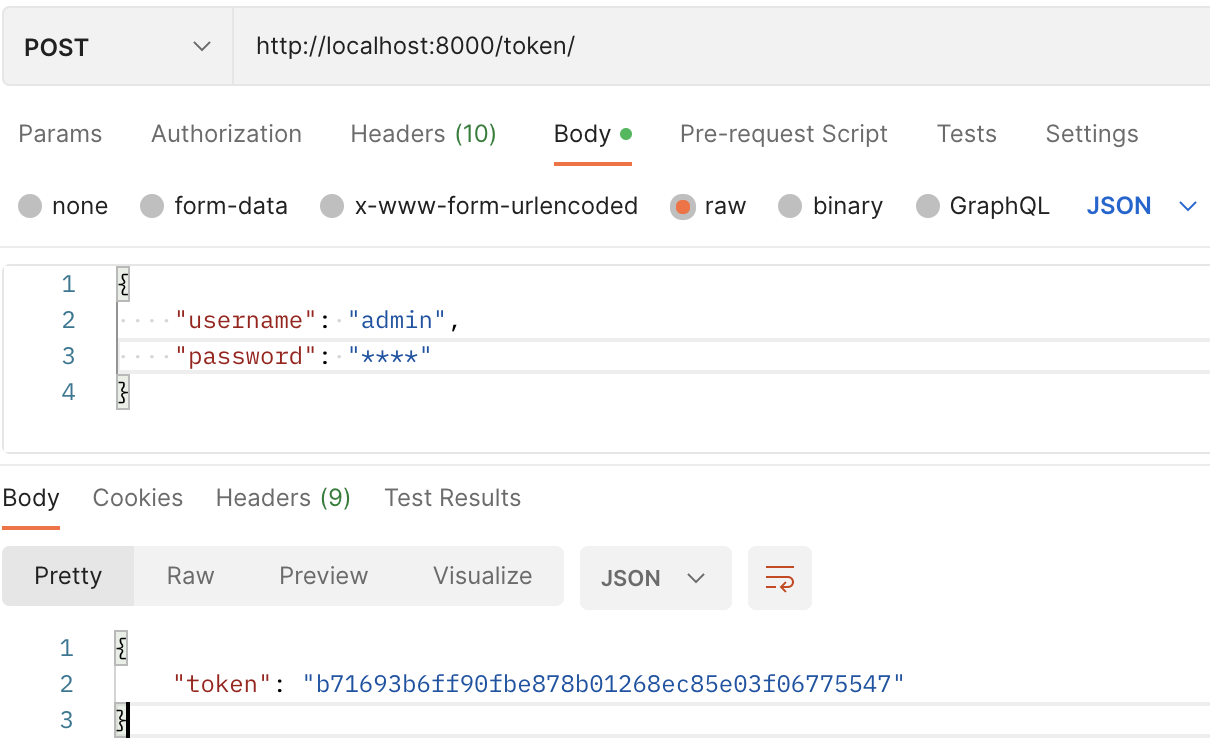 POST http://localhost:8000/token/
Params Authorization Headers (10) Body Pre-request Script Tests Settings
none form-data x-www-form-urlencoded raw binary GraphQL JSON
1 {
2 "username": "admin",
3 "password": "****"
4 }
Body Cookies Headers (9) Test Results
Pretty Raw Preview Visualize JSON
1 {
2 "token": "b71693b6ff90fbe878b01268ec85e03f06775547"
3 }